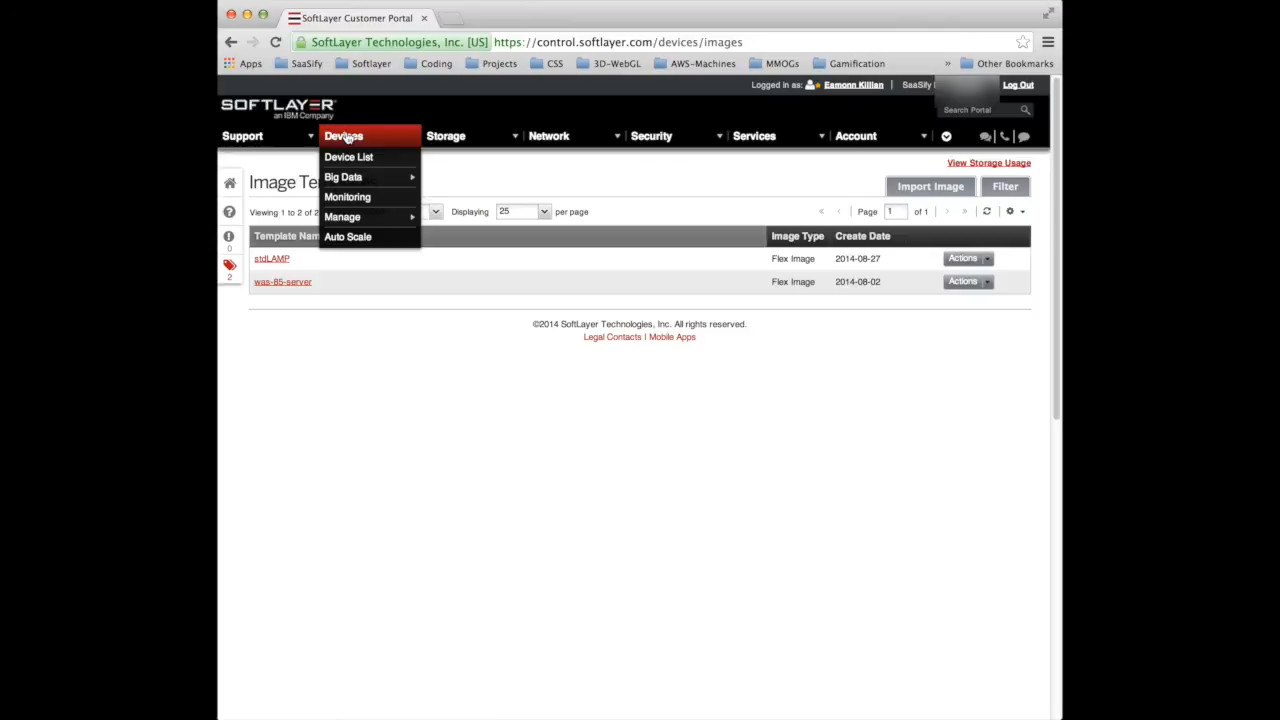 SoftLayer Customer Portal ×
SoftLayer Technologies, Inc. [US] https://control.softlayer.com/devices/images
Apps SaaSify Softlayer Coding Projects CSS 3D-WebGL AWS-Machines MMOGs Gamification » Other Bookmarks
Logged in as: Eamonn Killian | SaaSify Log Out
SOFTLAYER
an IBM Company
Search Portal
Support Devices Storage Network Security Services Account
Device List
Big Data
Monitoring
Manage
Auto Scale
View Storage Usage
Image Te
Import Image Filter
Viewing 1 to 2 of 2 Displaying 25 per page « ‹ Page 1 of 1 › »
Template Nam Image Type Create Date
0
stdLAMP Flex Image 2014-08-27 Actions
2
was-85-server Flex Image 2014-08-02 Actions
©2014 SoftLayer Technologies, Inc. All rights reserved.
Legal Contacts | Mobile Apps